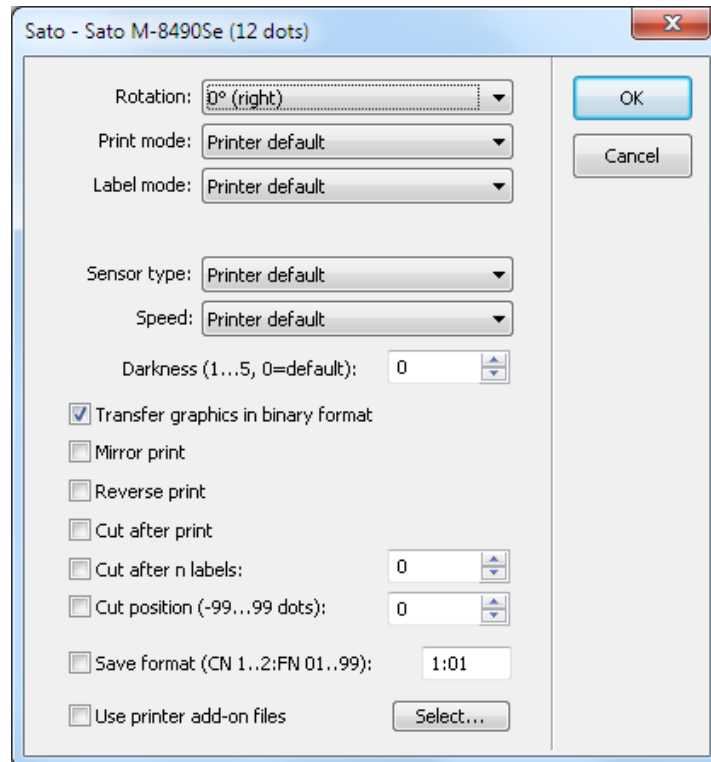 Sato - Sato M-8490Se (12 dots)
Rotation: 0° (right)
OK
Print mode: Printer default
Cancel
Label mode: Printer default
Sensor type: Printer default
Speed: Printer default
Darkness (1...5, 0=default): 0
Transfer graphics in binary format
Mirror print
Reverse print
Cut after print
Cut after n labels: 0
Cut position (-99...99 dots): 0
Save format (CN 1..2:FN 01..99): 1:01
Use printer add-on files Select...